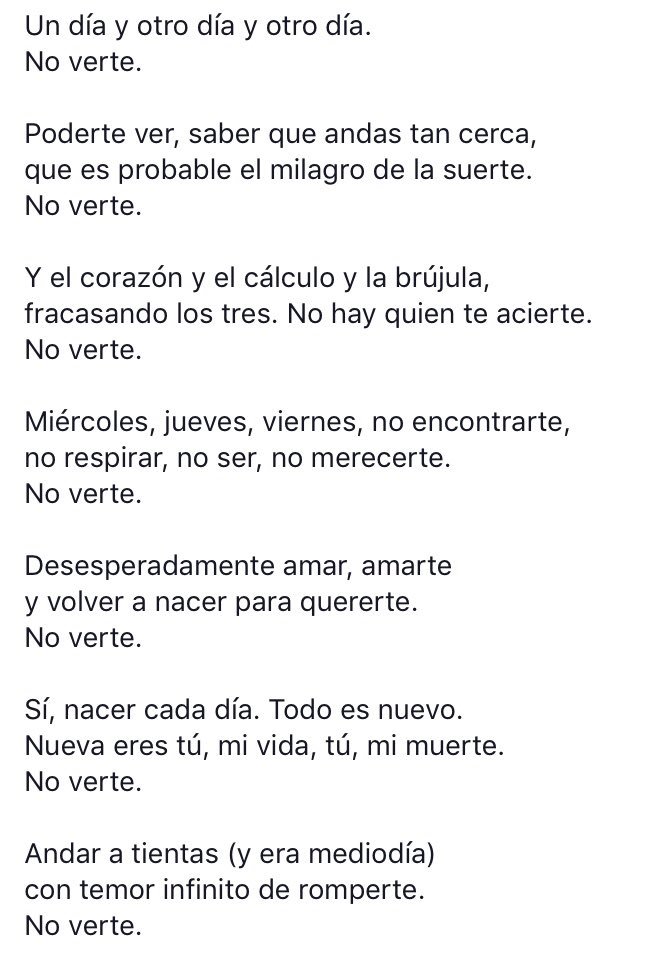 Un día y otro día y otro día.
No verte.
Poderte ver, saber que andas tan cerca,
que es probable el milagro de la suerte.
No verte.
Y el corazón y el cálculo y la brújula,
fracasando los tres. No hay quien te acierte.
No verte.
Miércoles, jueves, viernes, no encontrarte,
no respirar, no ser, no merecerte.
No verte.
Desesperadamente amar, amarte
y volver a nacer para quererte.
No verte.
Sí, nacer cada día. Todo es nuevo.
Nueva eres tú, mi vida, tú, mi muerte.
No verte.
Andar a tientas (y era mediodía)
con temor infinito de romperte.
No verte.